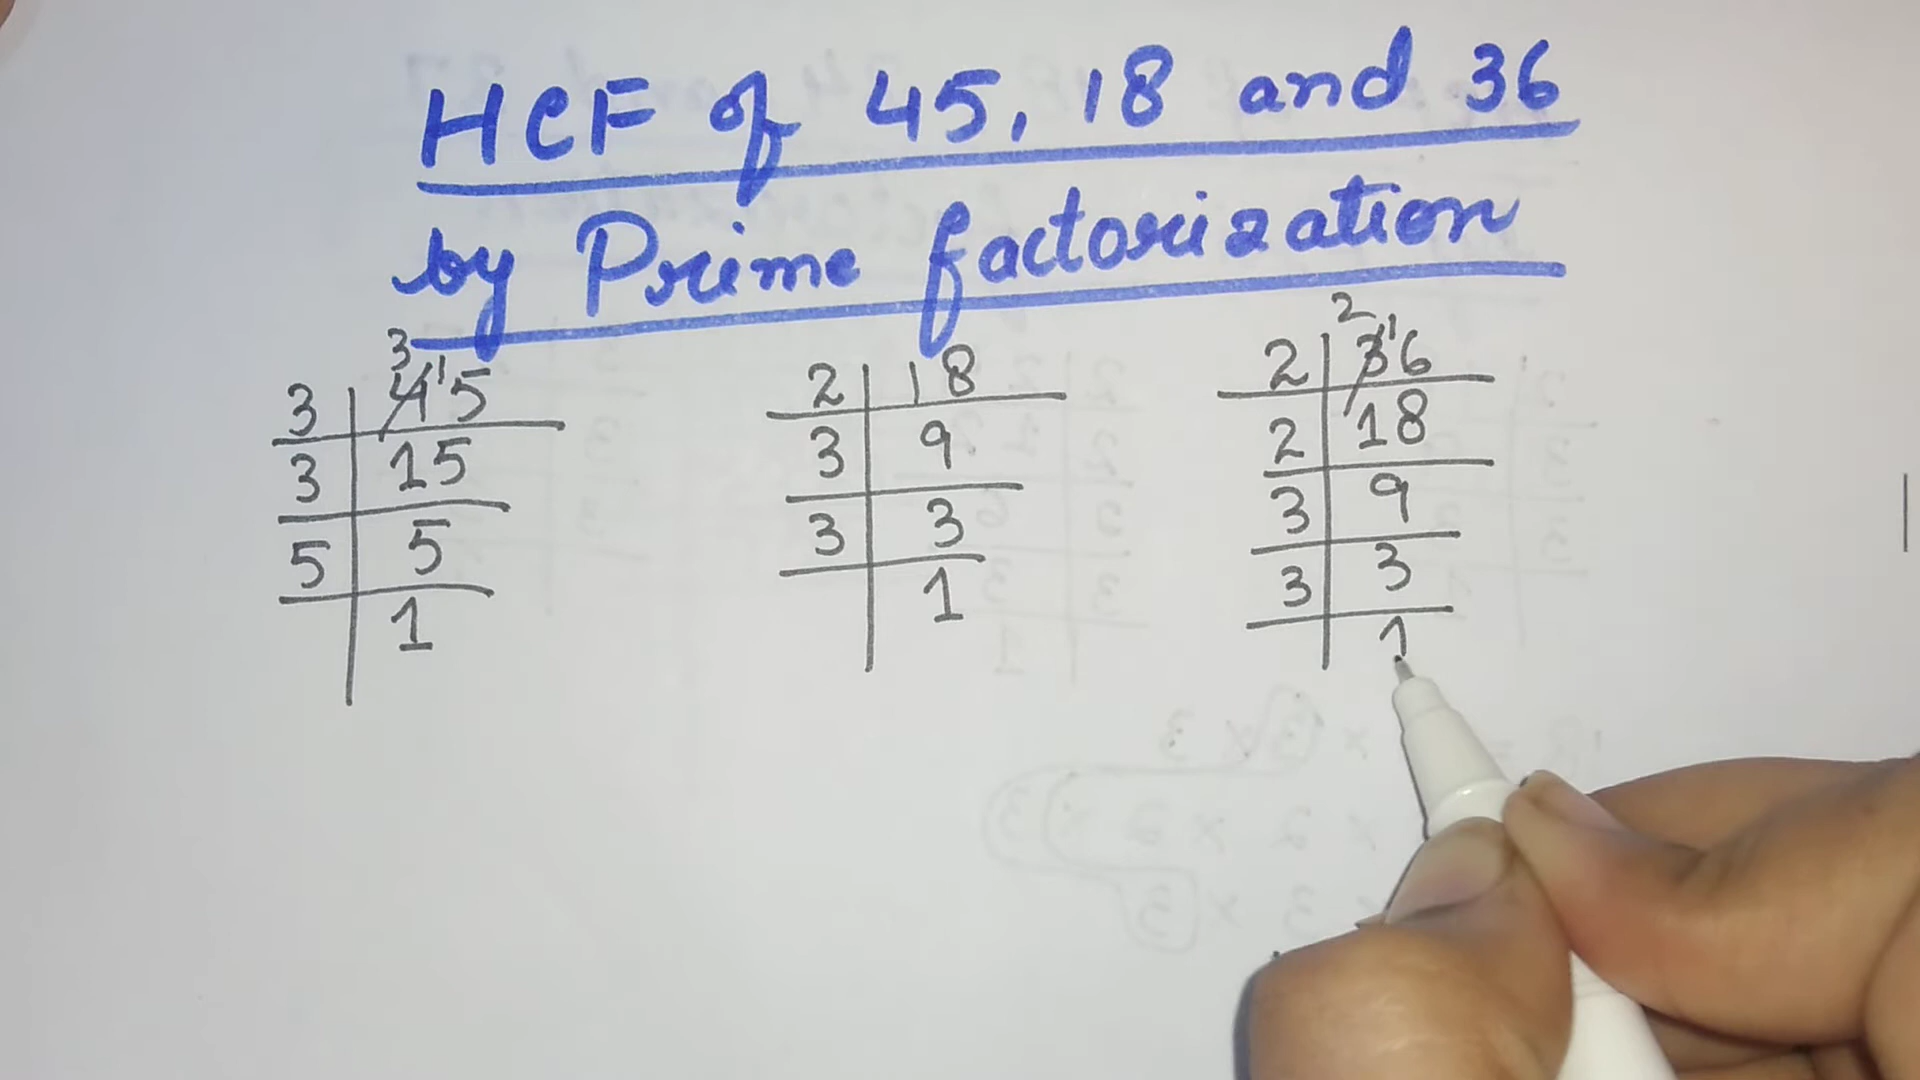 HCF of 45, 18 and 36
by Prime factorization
3 | 45
3 | 15
5 | 5
1
2 | 18
3 | 9
3 | 3
1
2 | 36
2 | 18
3 | 9
3 | 3
1